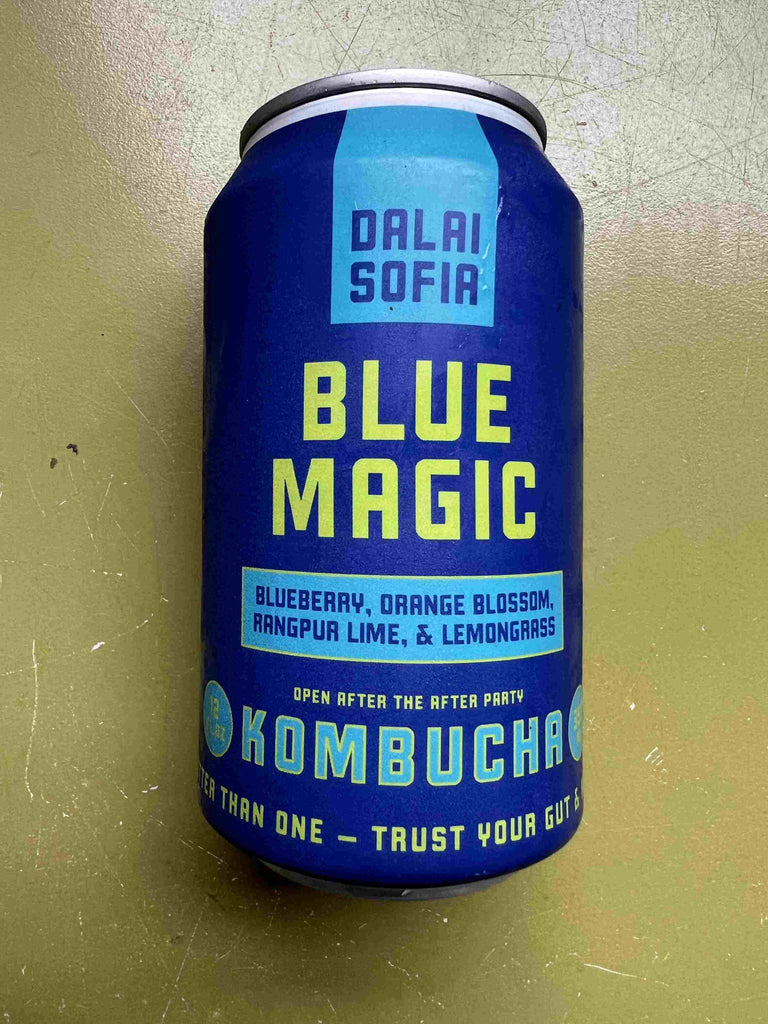 DALAI
SOFIA
BLUE
MAGIC
BLUEBERRY, ORANGE BLOSSOM,
RANGPUR LIME, & LEMONGRASS
OPEN AFTER THE AFTER PARTY
12
KOMBUCHA
THAN ONE — TRUST YOUR GUT &